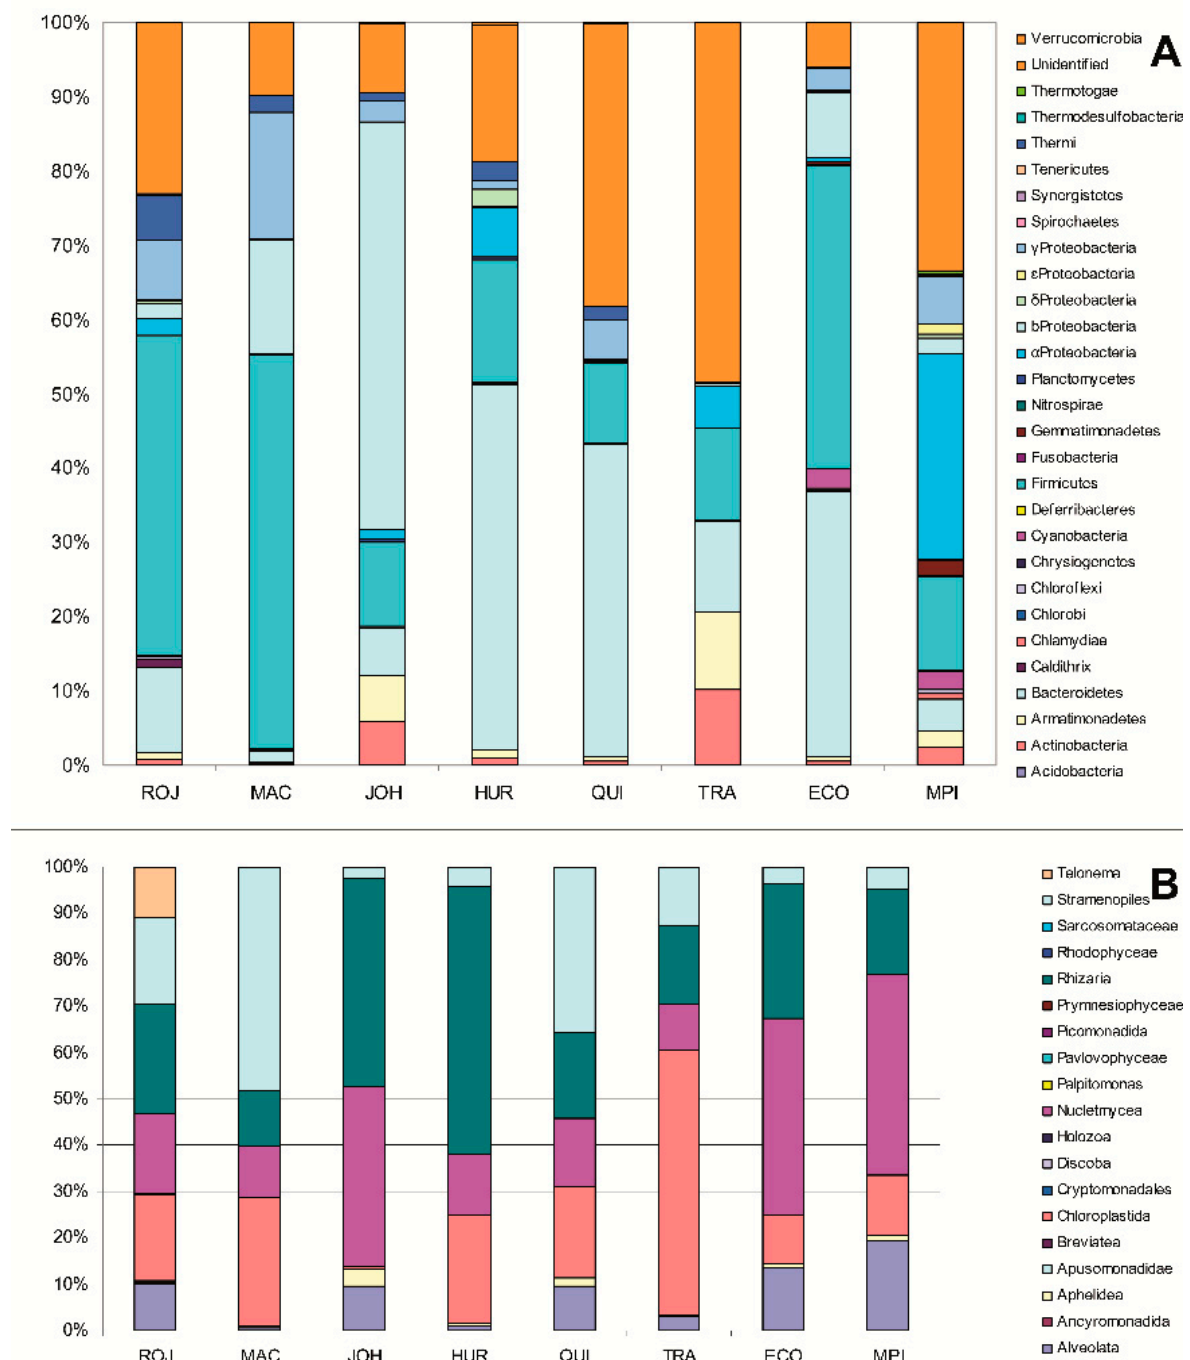 A
100%
90%
80%
70%
60%
50%
40%
30%
20%
10%
0%
ROJ MAC JOH HUR QUI TRA ECO MPI
Verrucomicrobia
Unidentified
Thermotogae
Thermodesulfobacteria
Thermi
Tenericutes
Synergistetes
Spirochaetes
γProteobacteria
εProteobacteria
δProteobacteria
bProteobacteria
αProteobacteria
Planctomycetes
Nitrospirae
Gemmatimonadetes
Fusobacteria
Firmicutes
Deferribacteres
Cyanobacteria
Chrysiogenetes
Chloroflexi
Chlorobi
Chlamydiae
Caldithrix
Bacteroidetes
Armatimonadetes
Actinobacteria
Acidobacteria
B
100%
90%
80%
70%
60%
50%
40%
30%
20%
10%
0%
ROJ MAC JOH HUR QUI TRA ECO MPI
Telonema
Stramenopiles
Sarcosomataceae
Rhodophyceae
Rhizaria
Prymnesiophyceae
Picomonadida
Pavlovophyceae
Palpitomonas
Nucletmycea
Holozoa
Discoba
Cryptomonadales
Chloroplastida
Breviatea
Apusomonadidae
Aphelidea
Ancyromonadida
Alveolata